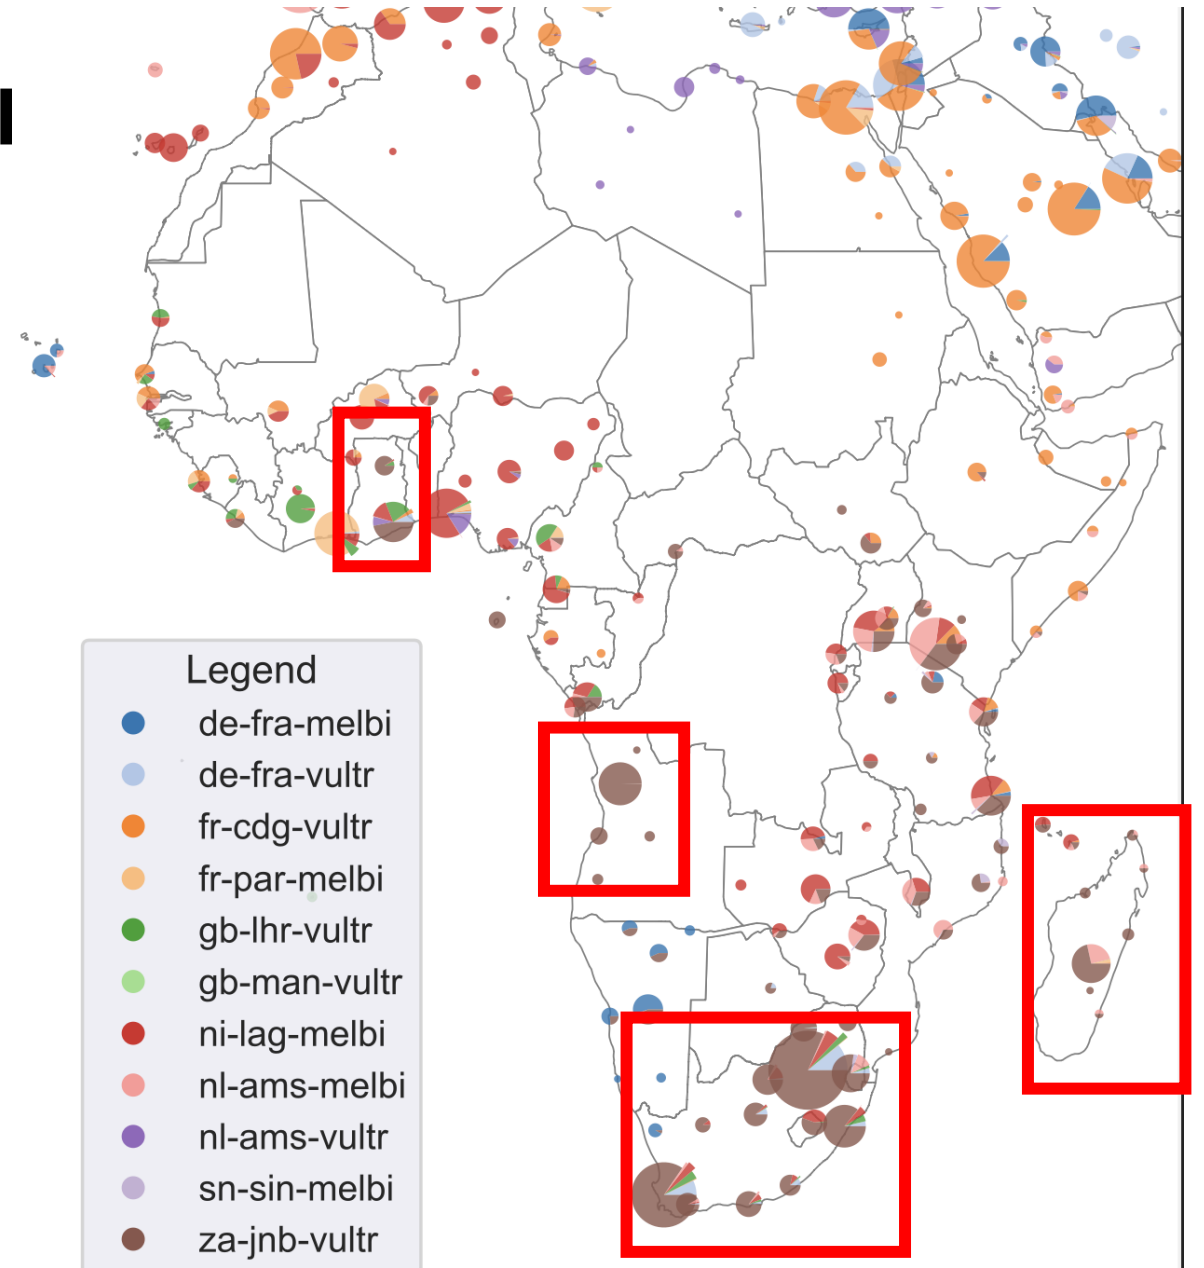 Legend
de-fra-melbi
de-fra-vultr
fr-cdg-vultr
fr-par-melbi
gb-lhr-vultr
gb-man-vultr
ni-lag-melbi
nl-ams-melbi
nl-ams-vultr
sn-sin-melbi
za-jnb-vultr